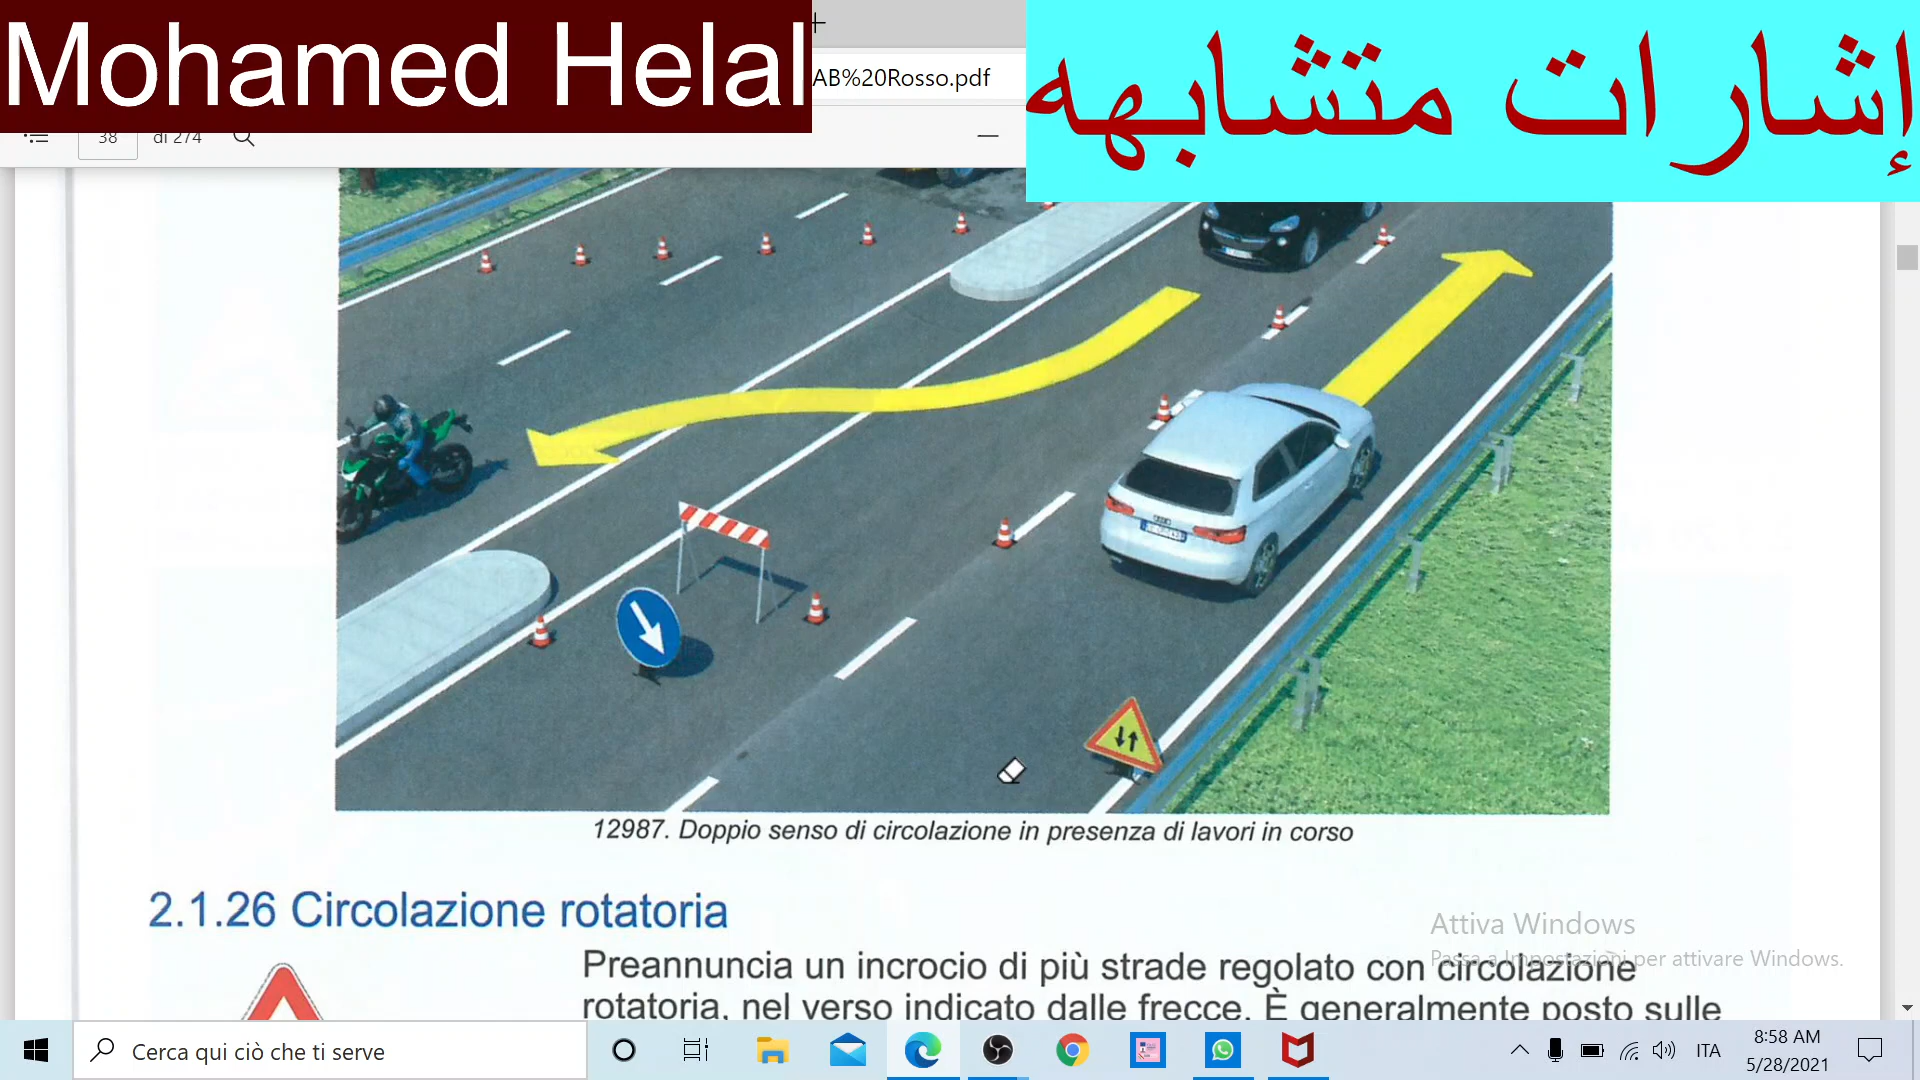 Mohamed Helal
إشارات متشابهه
AB%20Rosso.pdf
38 di 274
12987. Doppio senso di circolazione in presenza di lavori in corso
2.1.26 Circolazione rotatoria
Preannuncia un incrocio di più strade regolato con circolazione
rotatoria, nel verso indicato dalle frecce. È generalmente posto sulle
Attiva Windows
Passa a Impostazioni per attivare Windows.
Cerca qui ciò che ti serve
ITA
8:58 AM
5/28/2021